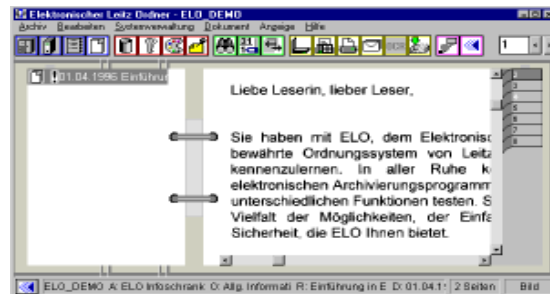 Elektronischer Leitz Ordner - ELO_DEMO
Archiv Bearbeiten Systemverwaltung Dokument Anzeige Hilfe
1
01.04.1996 Einführun
Liebe Leserin, lieber Leser,
Sie haben mit ELO, dem Elektronisc
bewährte Ordnungssystem von Leitz
kennenzulernen. In aller Ruhe k
elektronischen Archivierungsprogramm
unterschiedlichen Funktionen testen. S
Vielfalt der Möglichkeiten, der Einfa
Sicherheit, die ELO Ihnen bietet.
ELO_DEMO A: ELO Infoschrank O: Allg. Informati R: Einführung in E D: 01.04.1 2 Seiten Bild